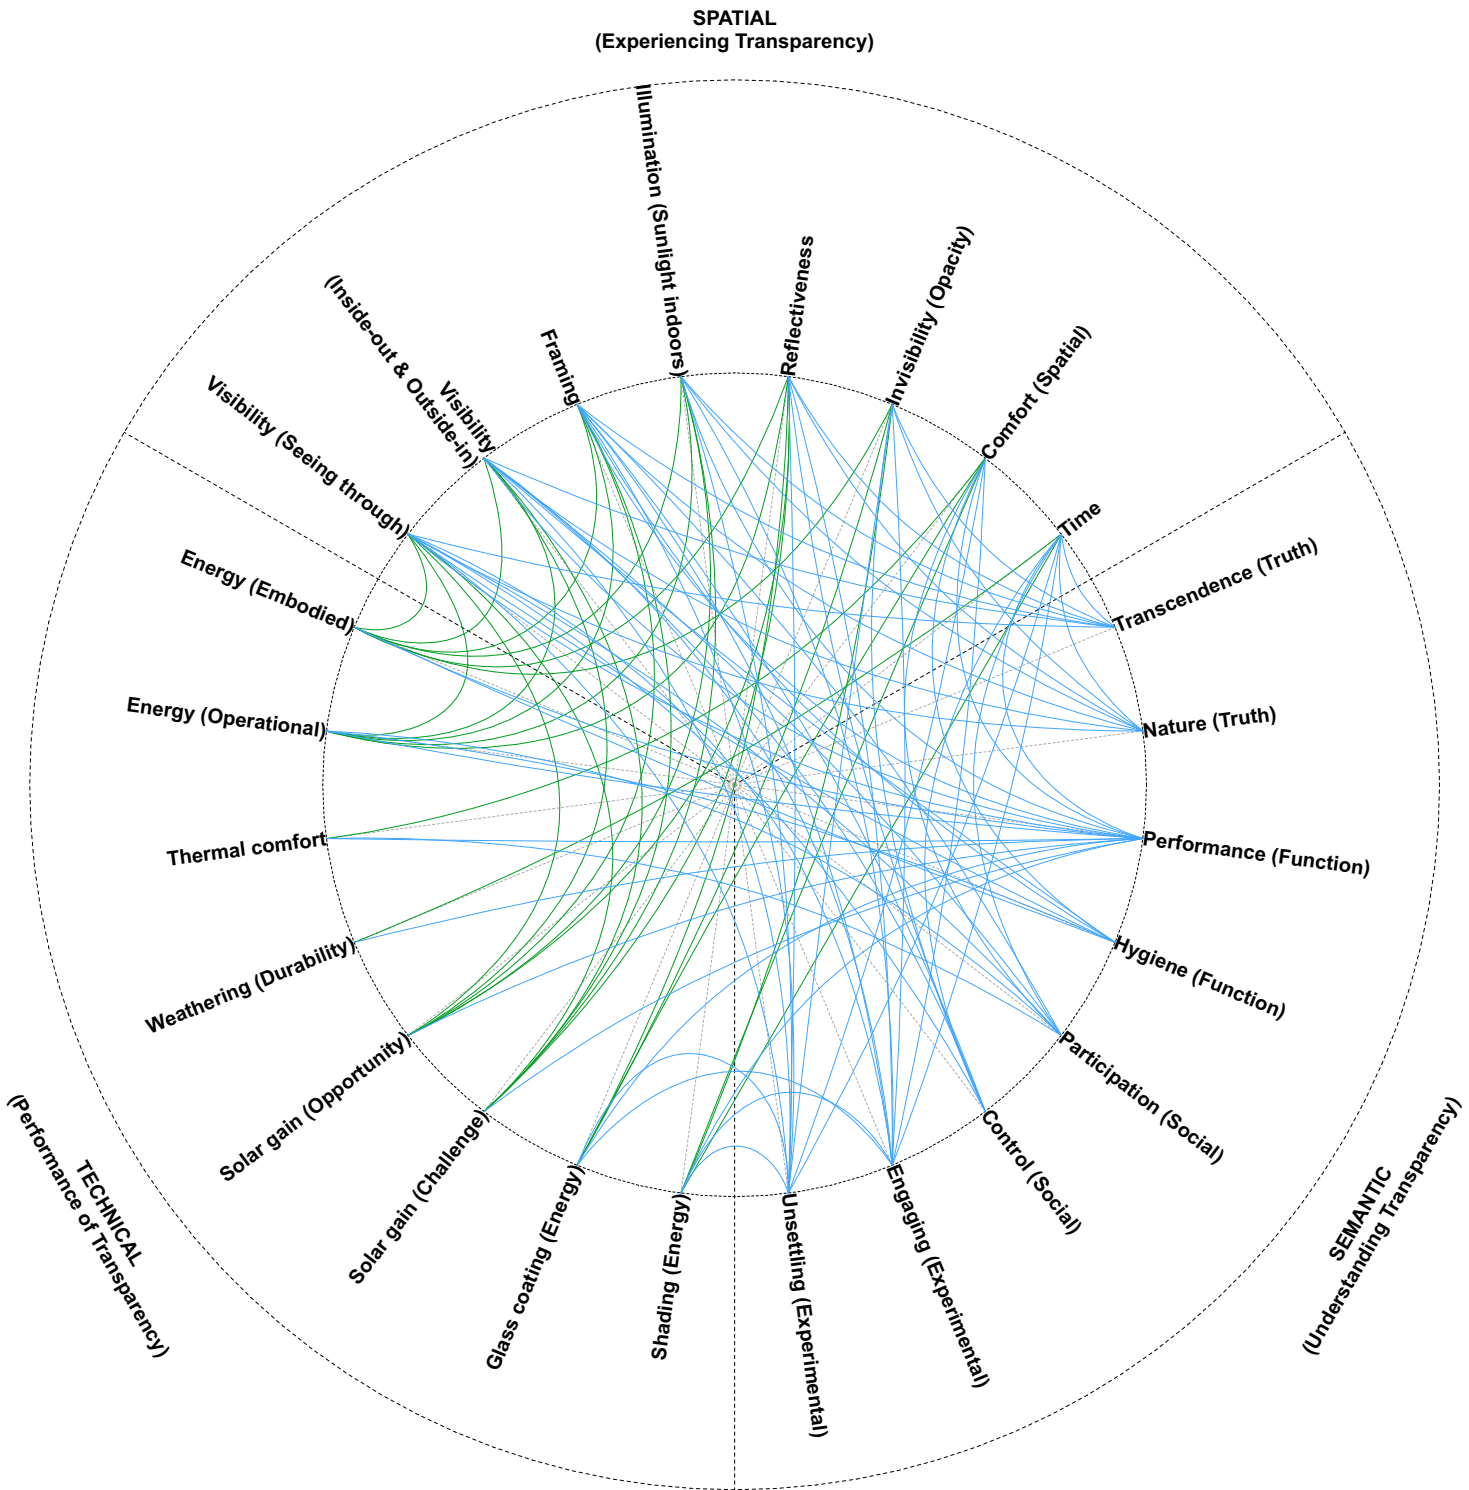 SPATIAL
(Experiencing Transparency)
Visibility (Seeing through)
Visibility
(Inside-out & Outside-in)
Framing
Illumination (Sunlight indoors)
Reflectiveness
Invisibility (Opacity)
Comfort (Spatial)
Time
Transcendence (Truth)
Nature (Truth)
Performance (Function)
Hygiene (Function)
Participation (Social)
Control (Social)
Engaging (Experimental)
Unsettling (Experimental)
SEMANTIC
(Understanding Transparency)
Shading (Energy)
Glass coating (Energy)
Solar gain (Challenge)
Solar gain (Opportunity)
Weathering (Durability)
Thermal comfort
Energy (Operational)
Energy (Embodied)
TECHNICAL
(Performance of Transparency)